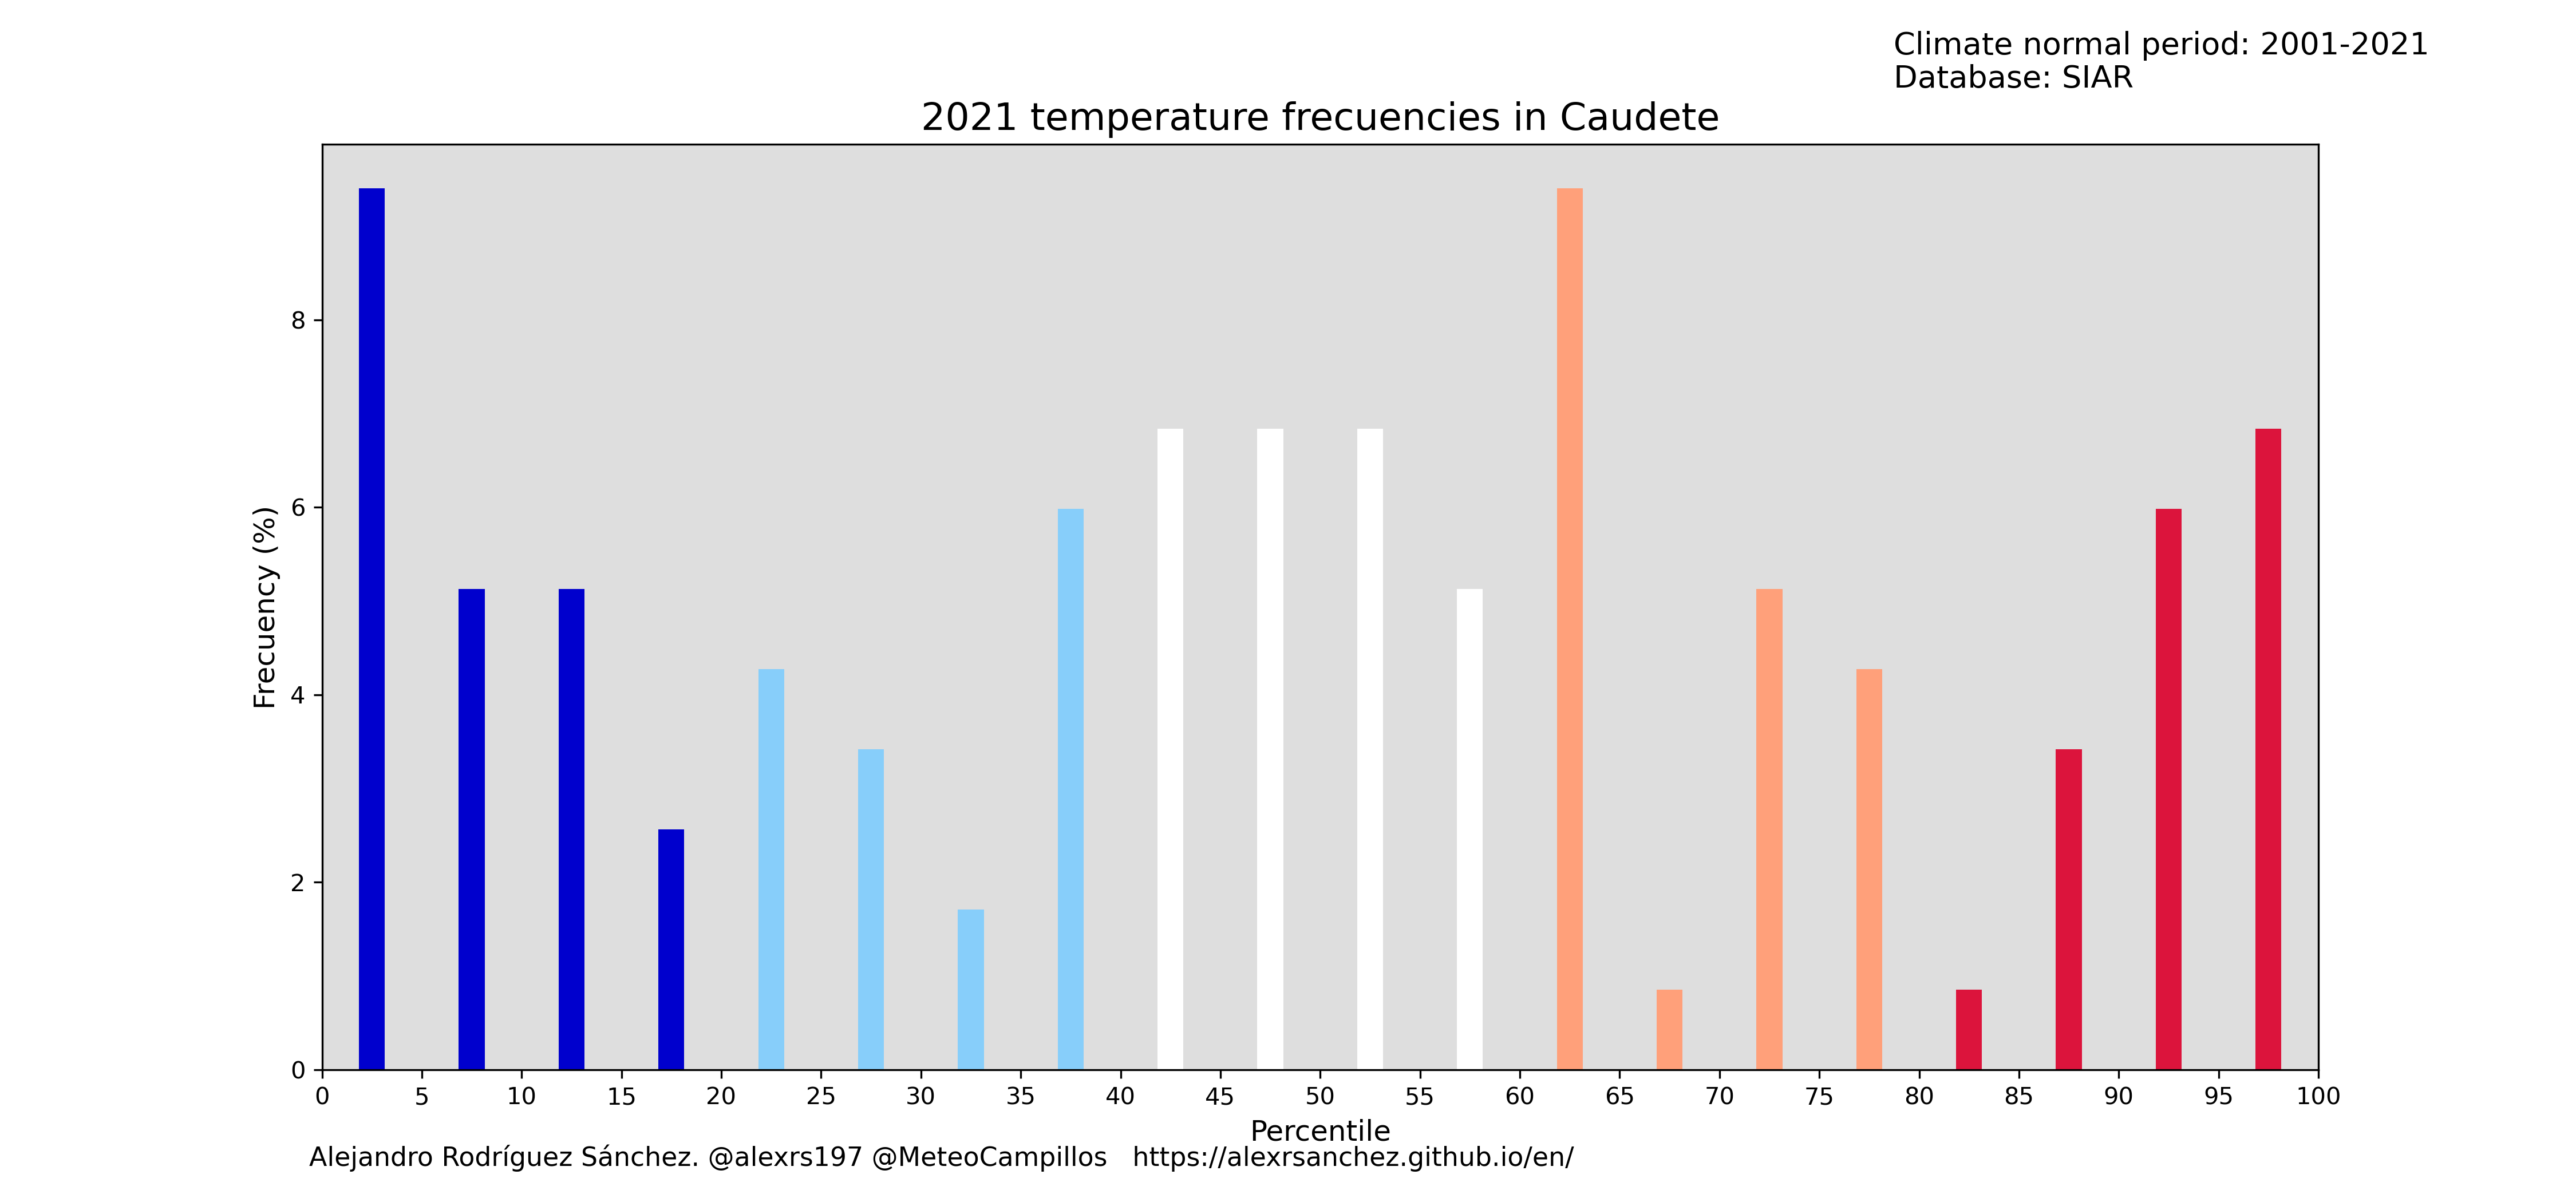 Climate normal period: 2001-2021
Database: SIAR
2021 temperature frecuencies in Caudete
Frecuency (%)
8
6
4
2
0
0 5 10 15 20 25 30 35 40 45 50 55 60 65 70 75 80 85 90 95 100
Percentile
Alejandro Rodríguez Sánchez. @alexrs197 @MeteoCampillos https://alexrsanchez.github.io/en/